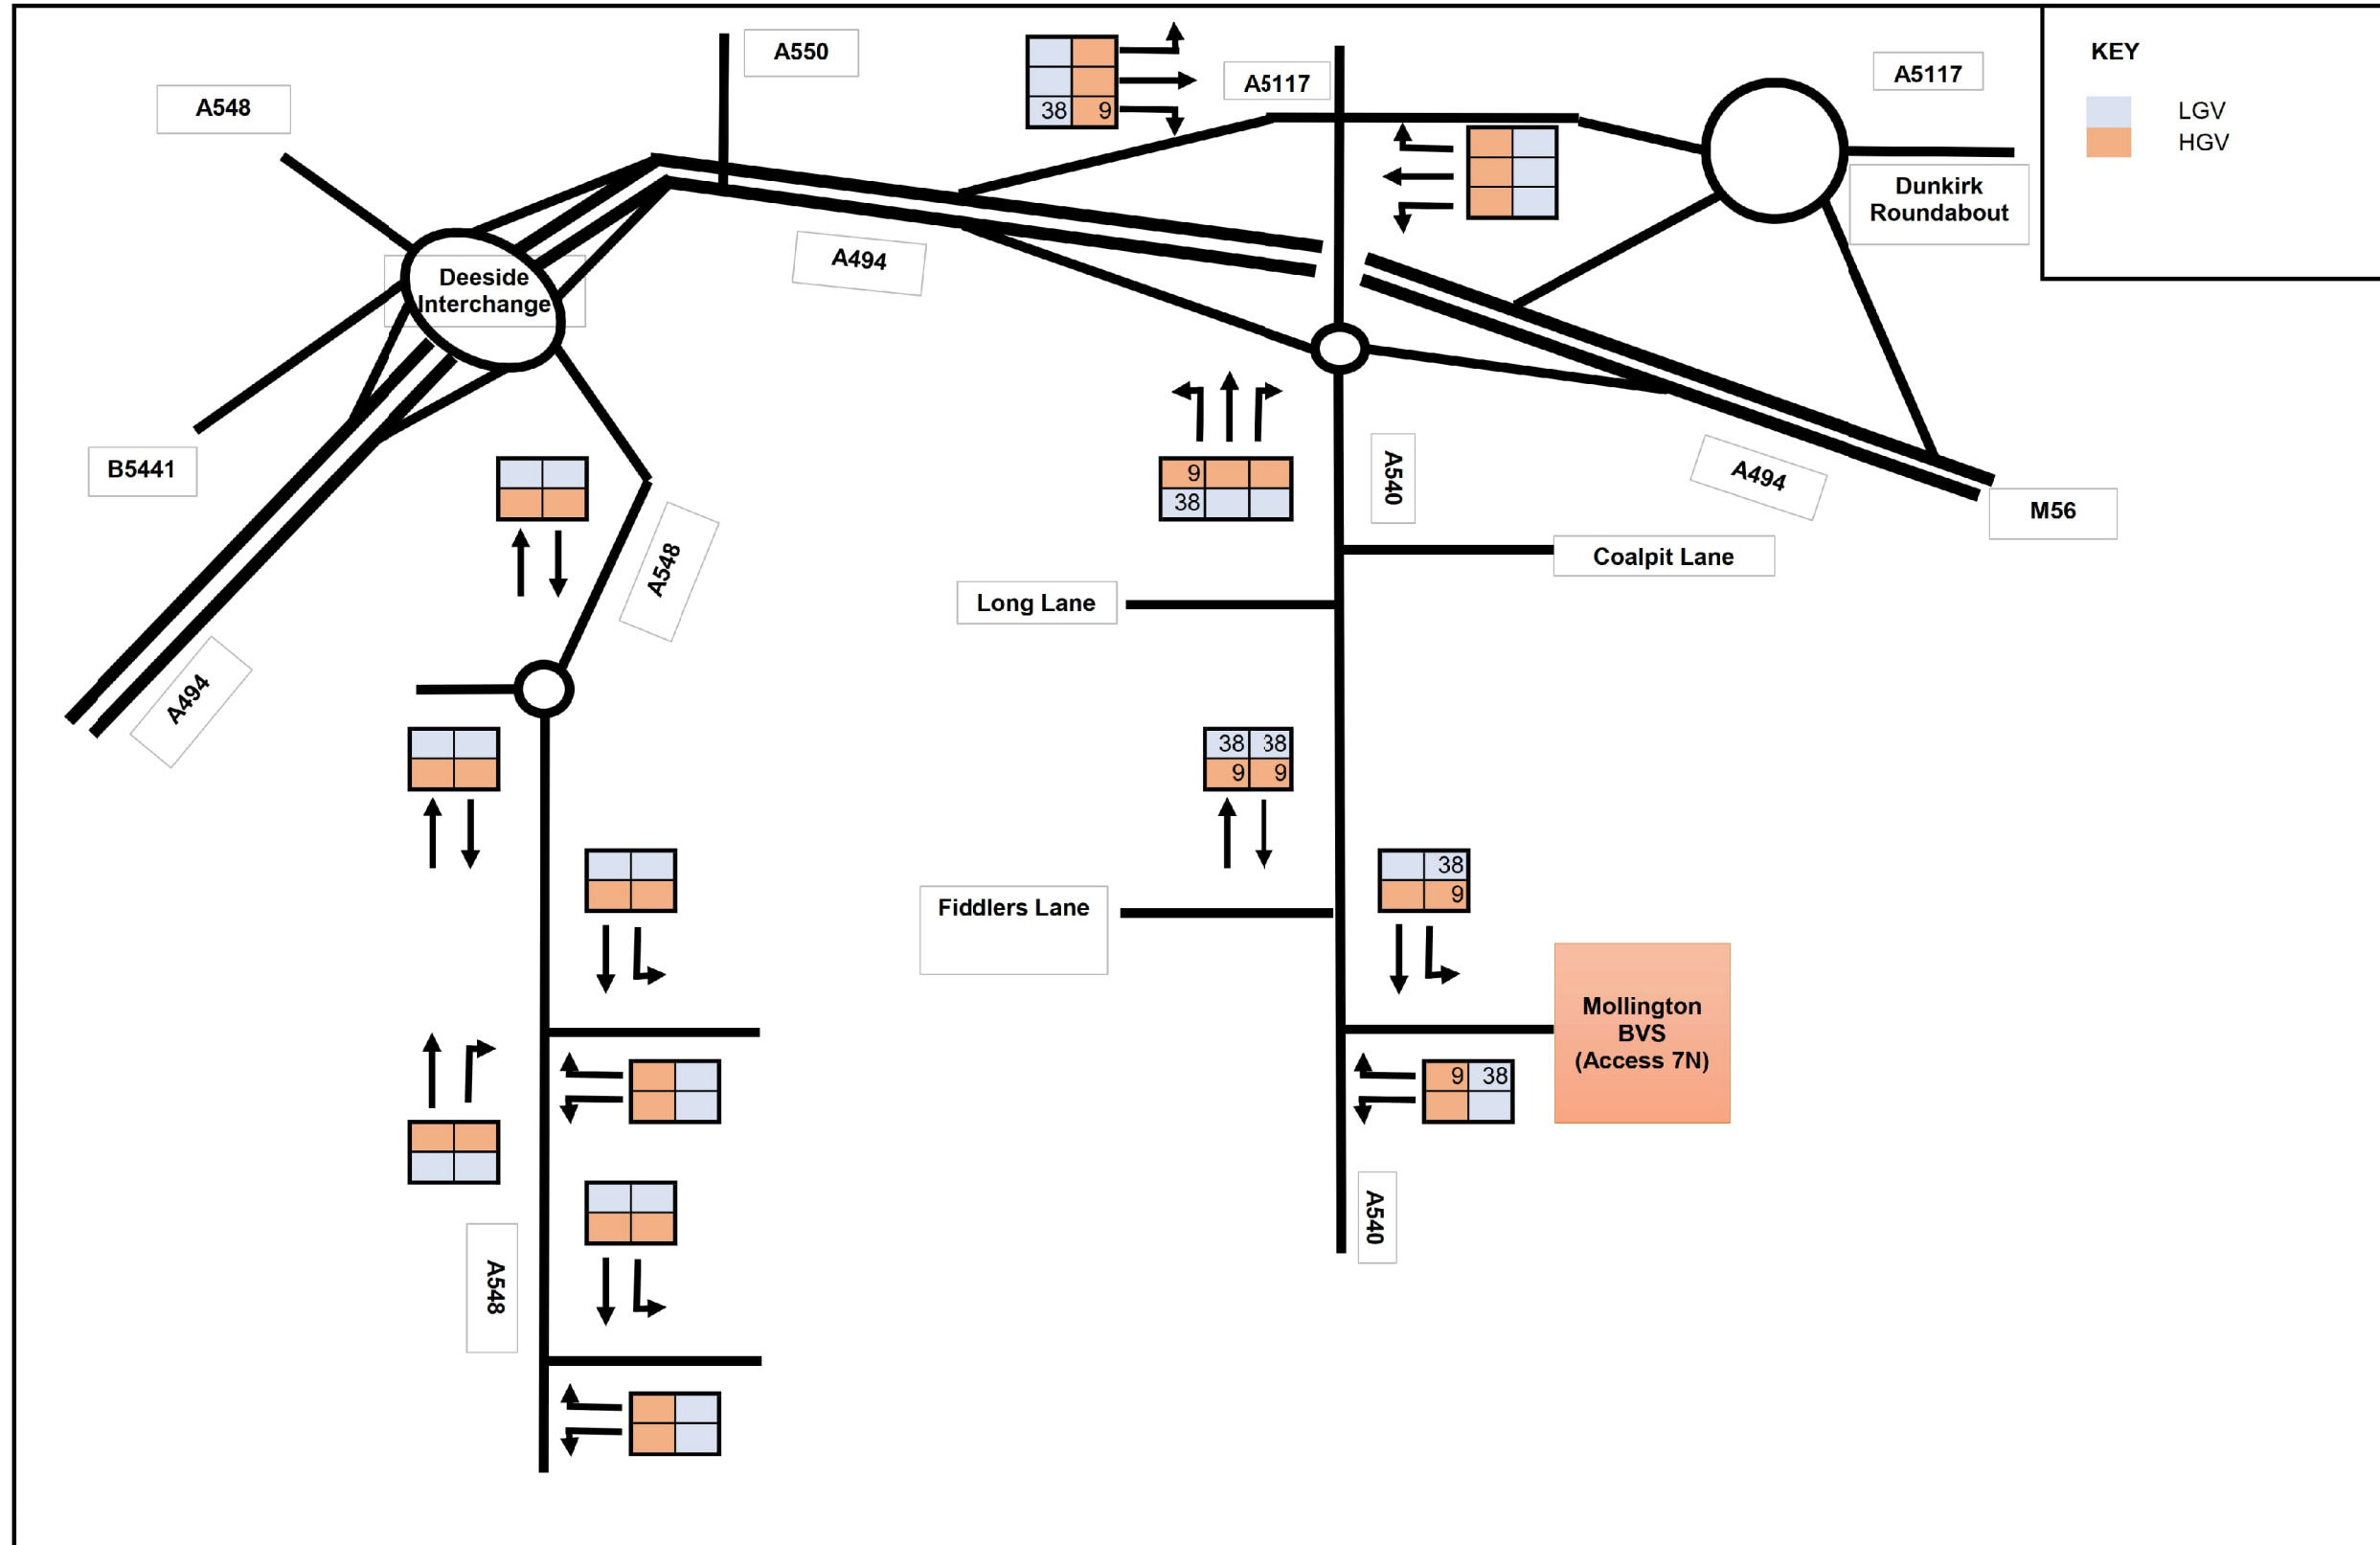 A550
A5117
A5117
KEY
LGV
HGV
A548
38 9
Dunkirk
Roundabout
A494
Deeside
Interchange
B5441
9
38
A540
A494
M56
A548
Coalpit Lane
Long Lane
A494
38 38
9 9
38
9
Fiddlers Lane
Mollington
BVS
(Access 7N)
9 38
A540
A548